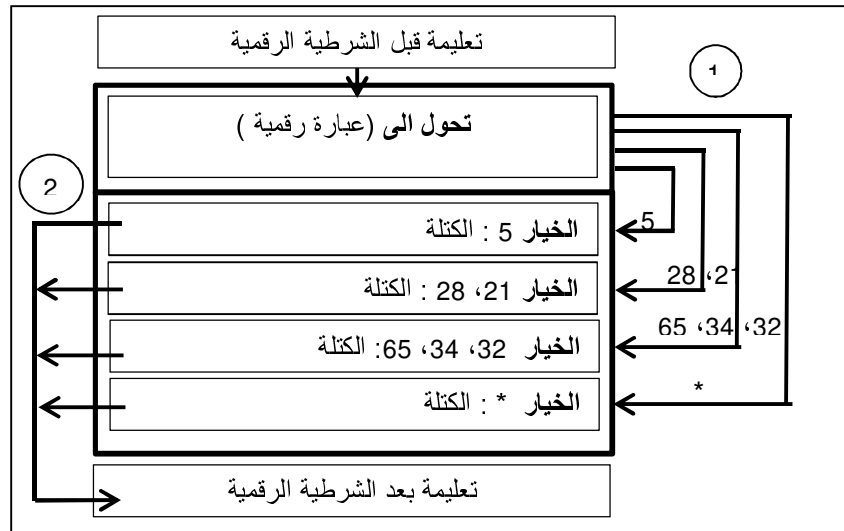 تعليمة قبل الشرطية الرقمية
1
تحول الى (عبارة رقمية )
2
الخيار 5 : الكتلة
5
الخيار 21، 28 : الكتلة
21، 28
الخيار 32، 34، 65: الكتلة
32، 34، 65
الخيار * : الكتلة
*
تعليمة بعد الشرطية الرقمية